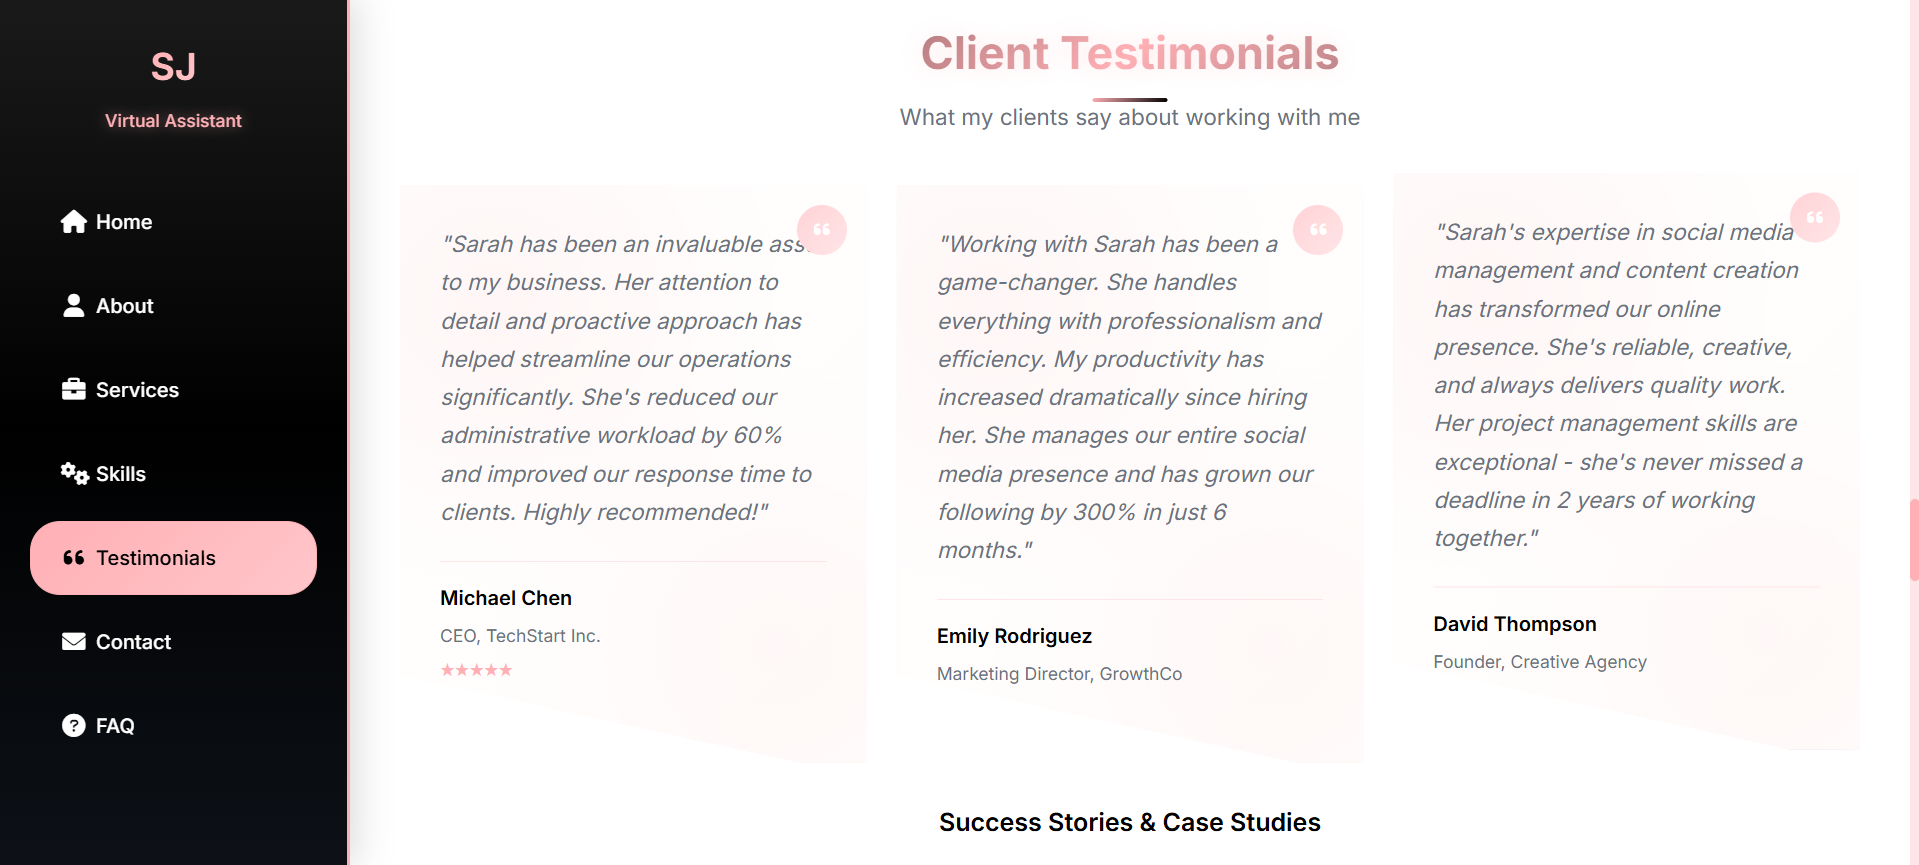 SJ
Virtual Assistant
Home
About
Services
Skills
Testimonials
Contact
FAQ
Client Testimonials
What my clients say about working with me
"Sarah has been an invaluable
to my business. Her attention to
detail and proactive approach has
helped streamline our operations
significantly. She's reduced our
administrative workload by 60%
and improved our response time to
clients. Highly recommended!"
Michael Chen
CEO, TechStart Inc.
★★★★★
"Working with Sarah has been a
game-changer. She handles
everything with professionalism and
efficiency. My productivity has
increased dramatically since hiring
her. She manages our entire social
media presence and has grown our
following by 300% in just 6
months."
Emily Rodriguez
Marketing Director, GrowthCo
"Sarah's expertise in social media
management and content creation
has transformed our online
presence. She's reliable, creative,
and always delivers quality work.
Her project management skills are
exceptional - she's never missed a
deadline in 2 years of working
together."
David Thompson
Founder, Creative Agency
Success Stories & Case Studies